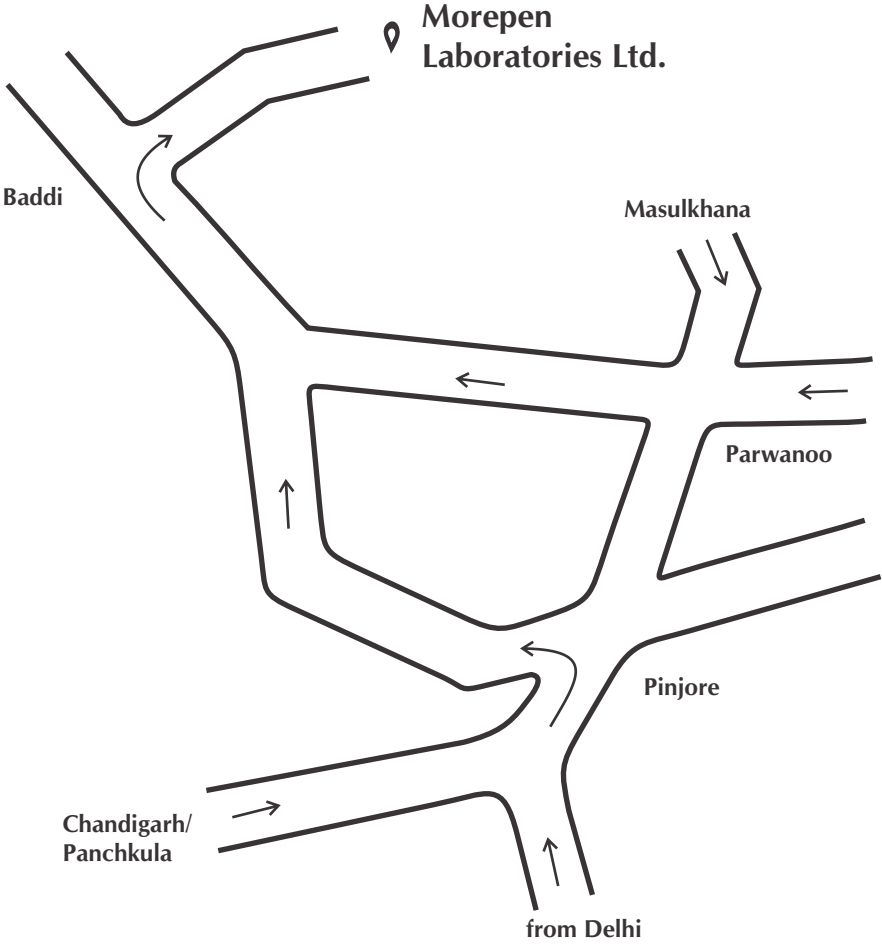 Morepen
Laboratories Ltd.
Baddi
Masulkhana
Parwanoo
Pinjore
Chandigarh/
Panchkula
from Delhi